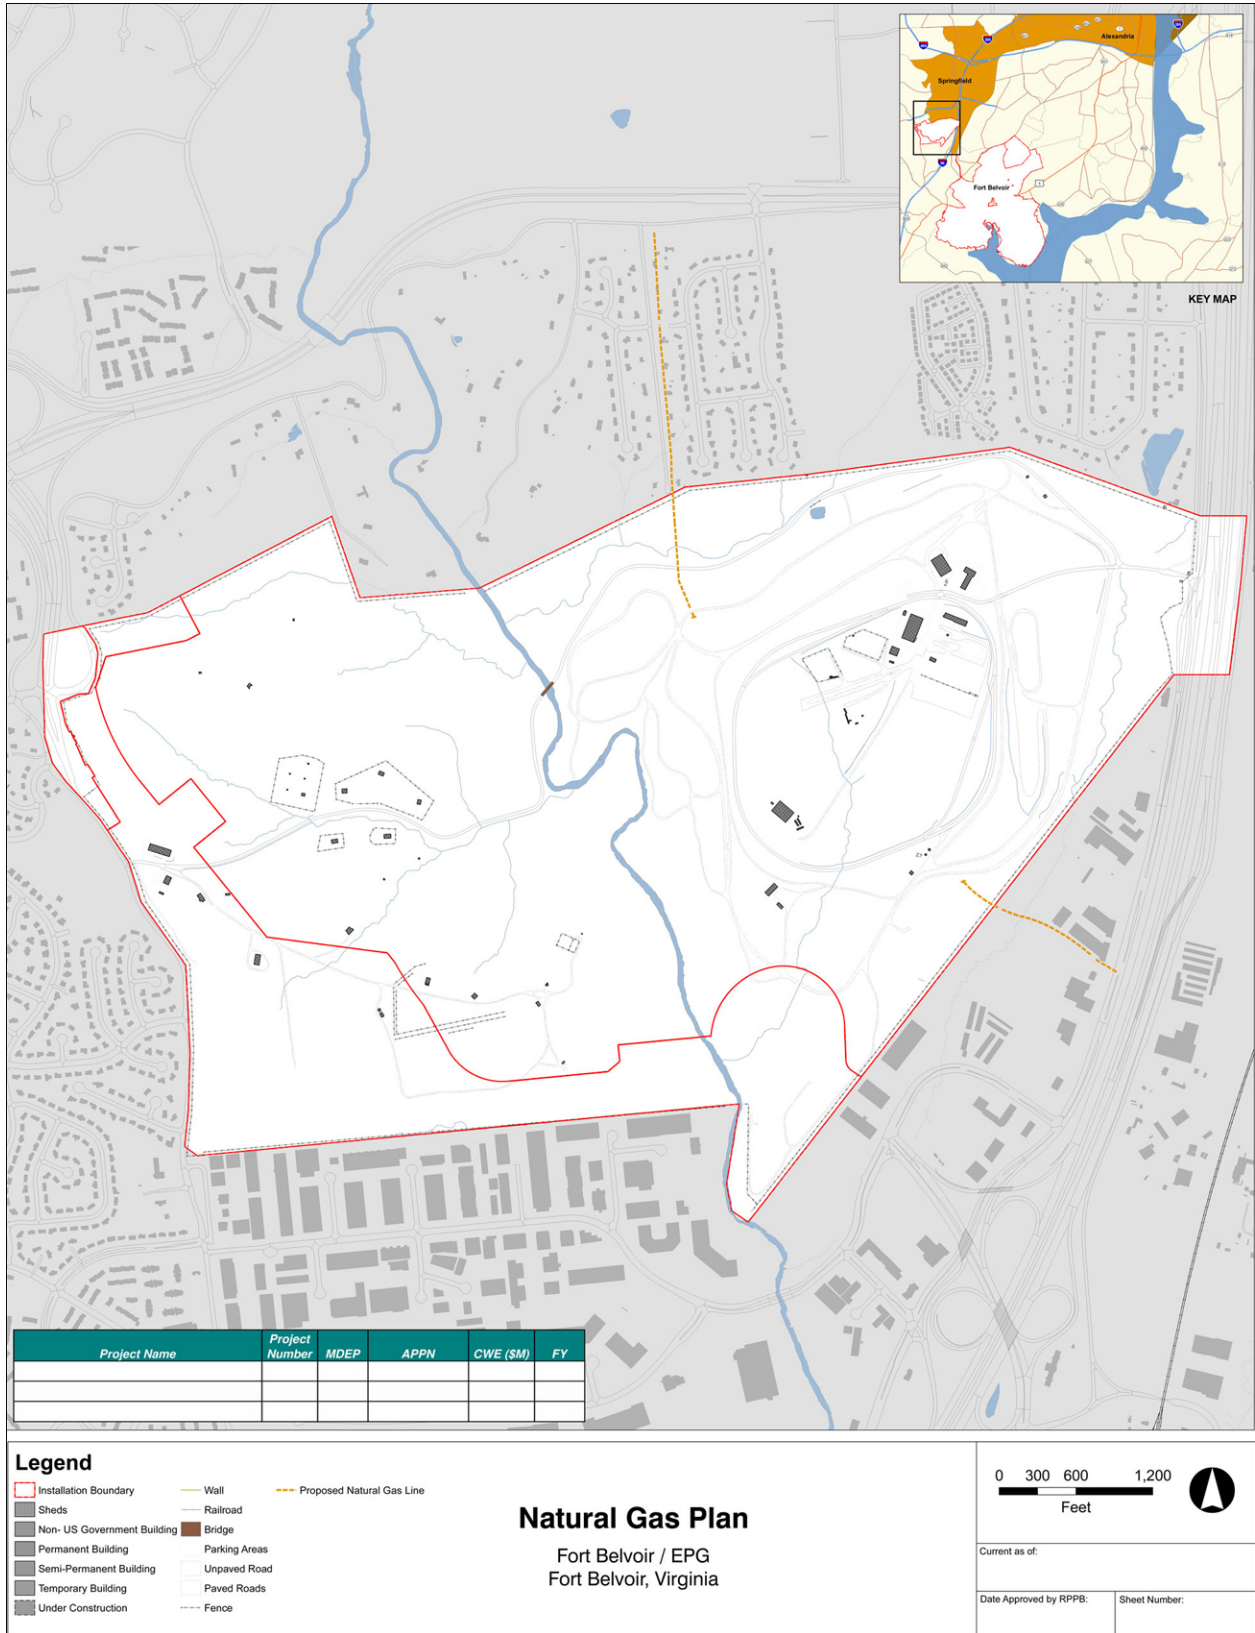 Alexandria
Springfield
Fort Belvoir
1
KEY MAP
Project Name
Project Number
MDEP
APPN
CWE ($M)
FY
Legend
Installation Boundary
Sheds
Non- US Government Building
Permanent Building
Semi-Permanent Building
Temporary Building
Under Construction
Wall
Railroad
Bridge
Parking Areas
Unpaved Road
Paved Roads
Fence
Proposed Natural Gas Line
Natural Gas Plan
Fort Belvoir / EPG
Fort Belvoir, Virginia
0 300 600 1,200
Feet
Current as of:
Date Approved by RPPB:
Sheet Number: